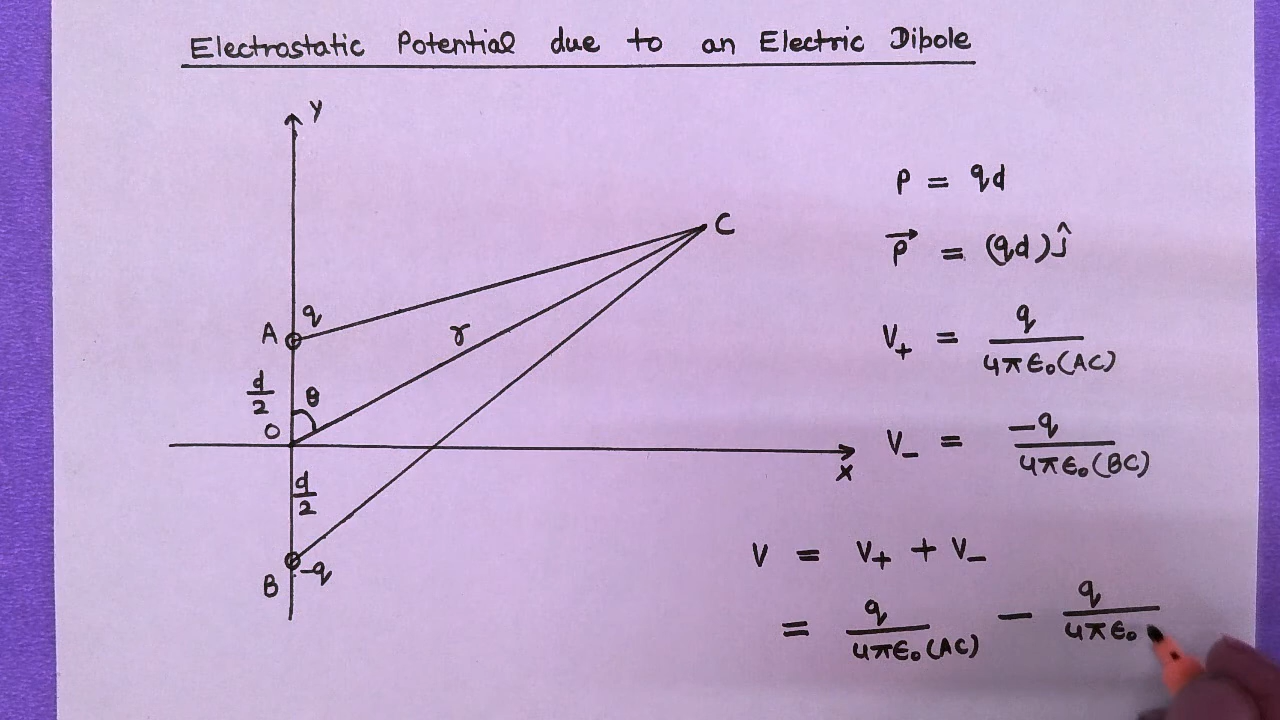 Electrostatic Potential due to an Electric Dipole
Y
C
p = qd
p⃗ = (qd) ĵ
A q
r
V₊ = q / 4πε₀(AC)
d/2 θ
O
X
V₋ = -q / 4πε₀(BC)
d/2
B -q
V = V₊ + V₋
= q / 4πε₀(AC) - q / 4πε₀